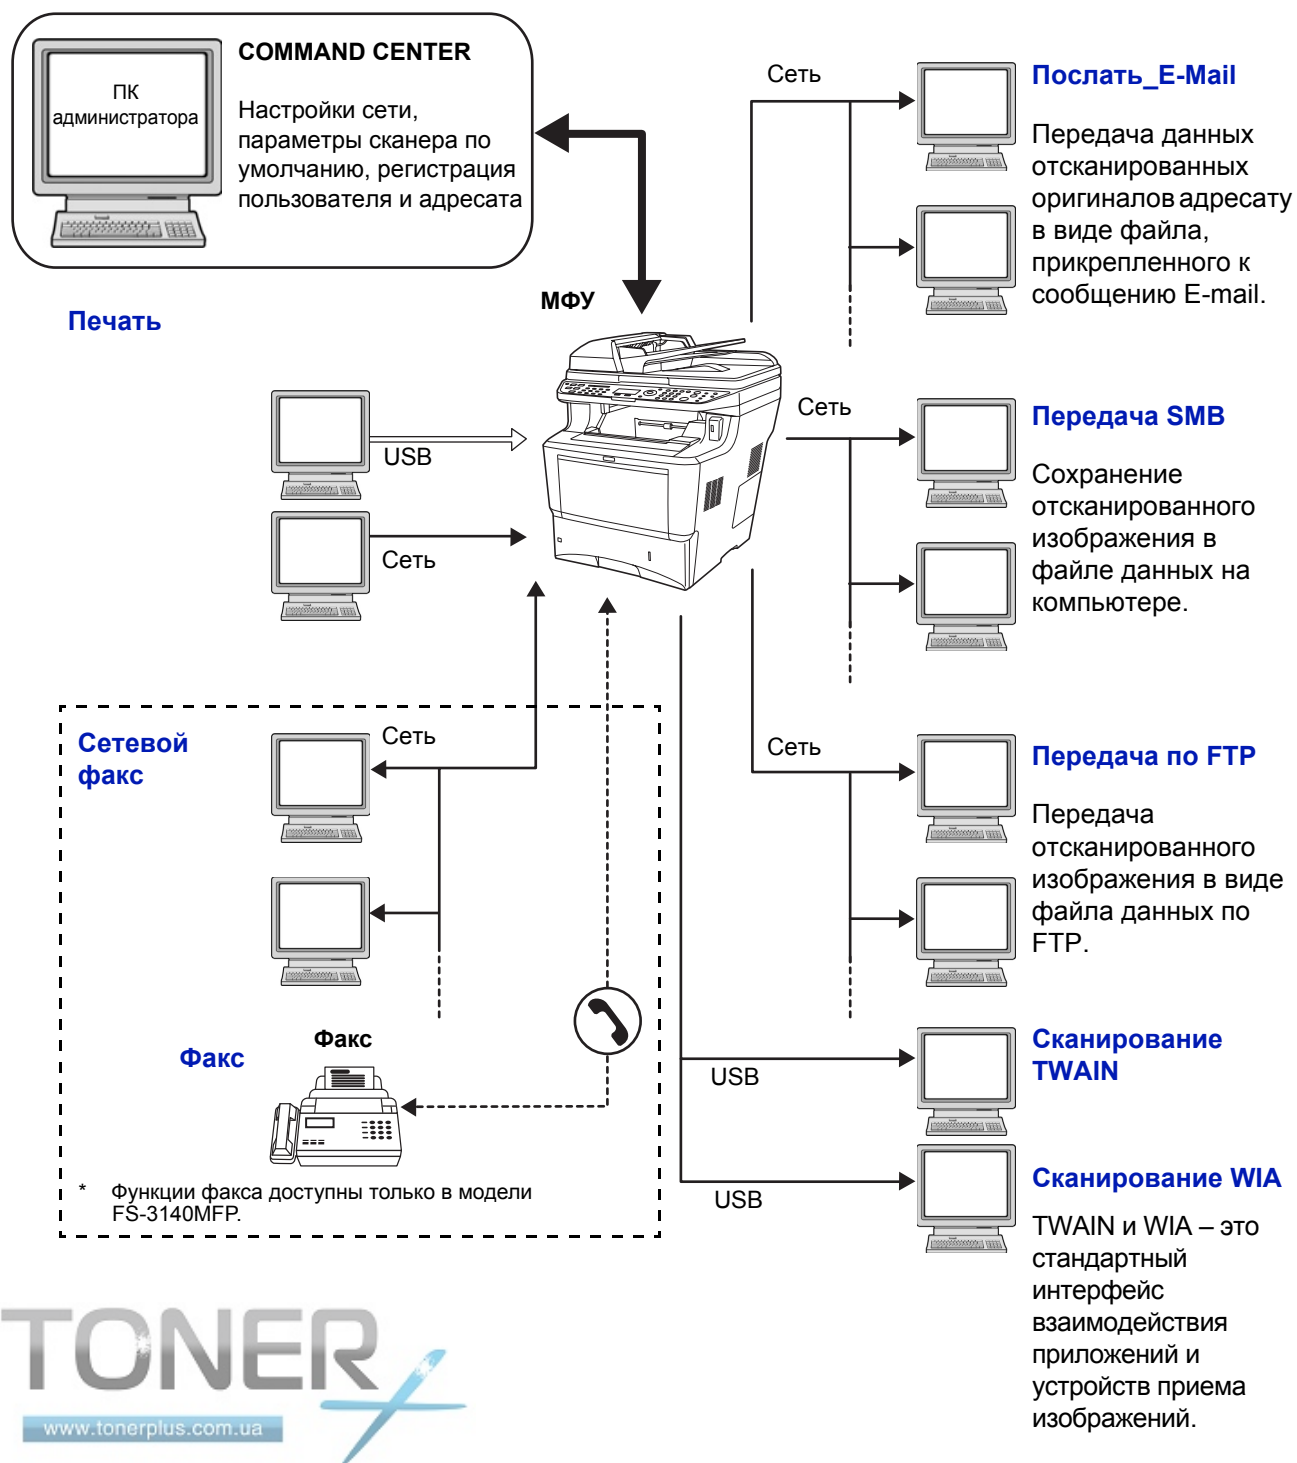 COMMAND CENTER
ПК
администратора
Настройки сети,
параметры сканера по
умолчанию, регистрация
пользователя и адресата
Сеть
Послать_E-Mail
Передача данных
отсканированных
оригиналов адресату
в виде файла,
прикрепленного к
сообщению E-mail.
МФУ
Печать
USB
Сеть
Сеть
Передача SMB
Сохранение
отсканированного
изображения в
файле данных на
компьютере.
Сетевой
факс
Сеть
Сеть
Передача по FTP
Передача
отсканированного
изображения в виде
файла данных по
FTP.
Факс
Факс
USB
Сканирование
TWAIN
* Функции факса доступны только в модели
FS-3140MFP.
USB
Сканирование WIA
TWAIN и WIA – это
стандартный
интерфейс
взаимодействия
приложений и
устройств приема
изображений.
TONER
www.tonerplus.com.ua